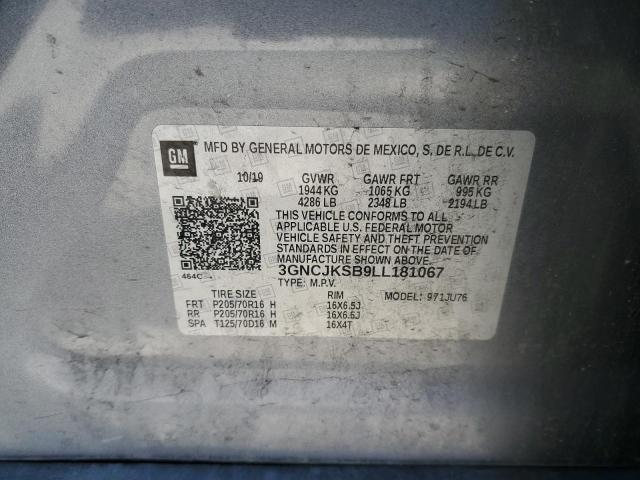 GM MFD BY GENERAL MOTORS DE MEXICO, S. DE R.L. DE C.V.
10/19 GVWR GAWR FRT GAWR RR
1944 KG 1065 KG 995 KG
4286 LB 2348 LB 2194 LB
THIS VEHICLE CONFORMS TO ALL
APPLICABLE U.S. FEDERAL MOTOR
VEHICLE SAFETY AND THEFT PREVENTION
STANDARDS IN EFFECT ON THE DATE OF
MANUFACTURE SHOWN ABOVE.
464C
3GNCJKSB9LL181067
TYPE: M.P.V. MODEL: 971JU76
TIRE SIZE RIM
FRT P205/70R16 H 16X6.5J
RR P205/70R16 H 16X6.5J
SPA T125/70D16 M 16X4T